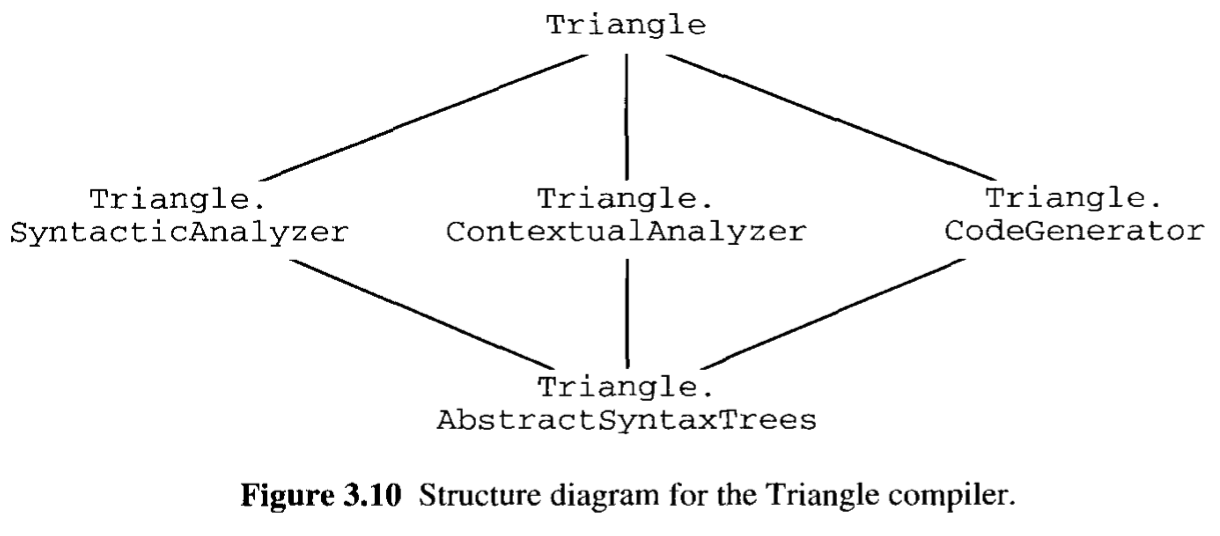 Triangle
Triangle.
SyntacticAnalyzer
Triangle.
ContextualAnalyzer
Triangle.
CodeGenerator
Triangle.
AbstractSyntaxTrees
Figure 3.10 Structure diagram for the Triangle compiler.